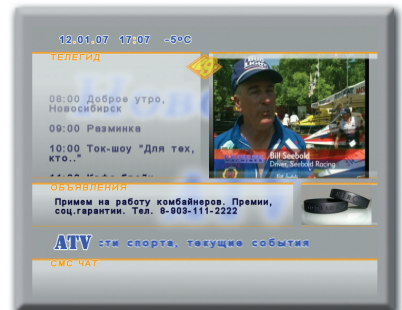 12.01.07 17:07 -5ºC
ТЕЛЕГИД
49
08:00 Доброе утро,
Новосибирск
09:00 Разминка
10:00 Ток-шоу "Для тех,
кто.."
Bill Seebold
Driver, Seebold Racing
ОБЪЯВЛЕНИЯ
Примем на работу комбайнеров. Премии,
соц.гарантии. Тел. 8-903-111-2222
ATV сти спорта, текущие события
СМС ЧАТ